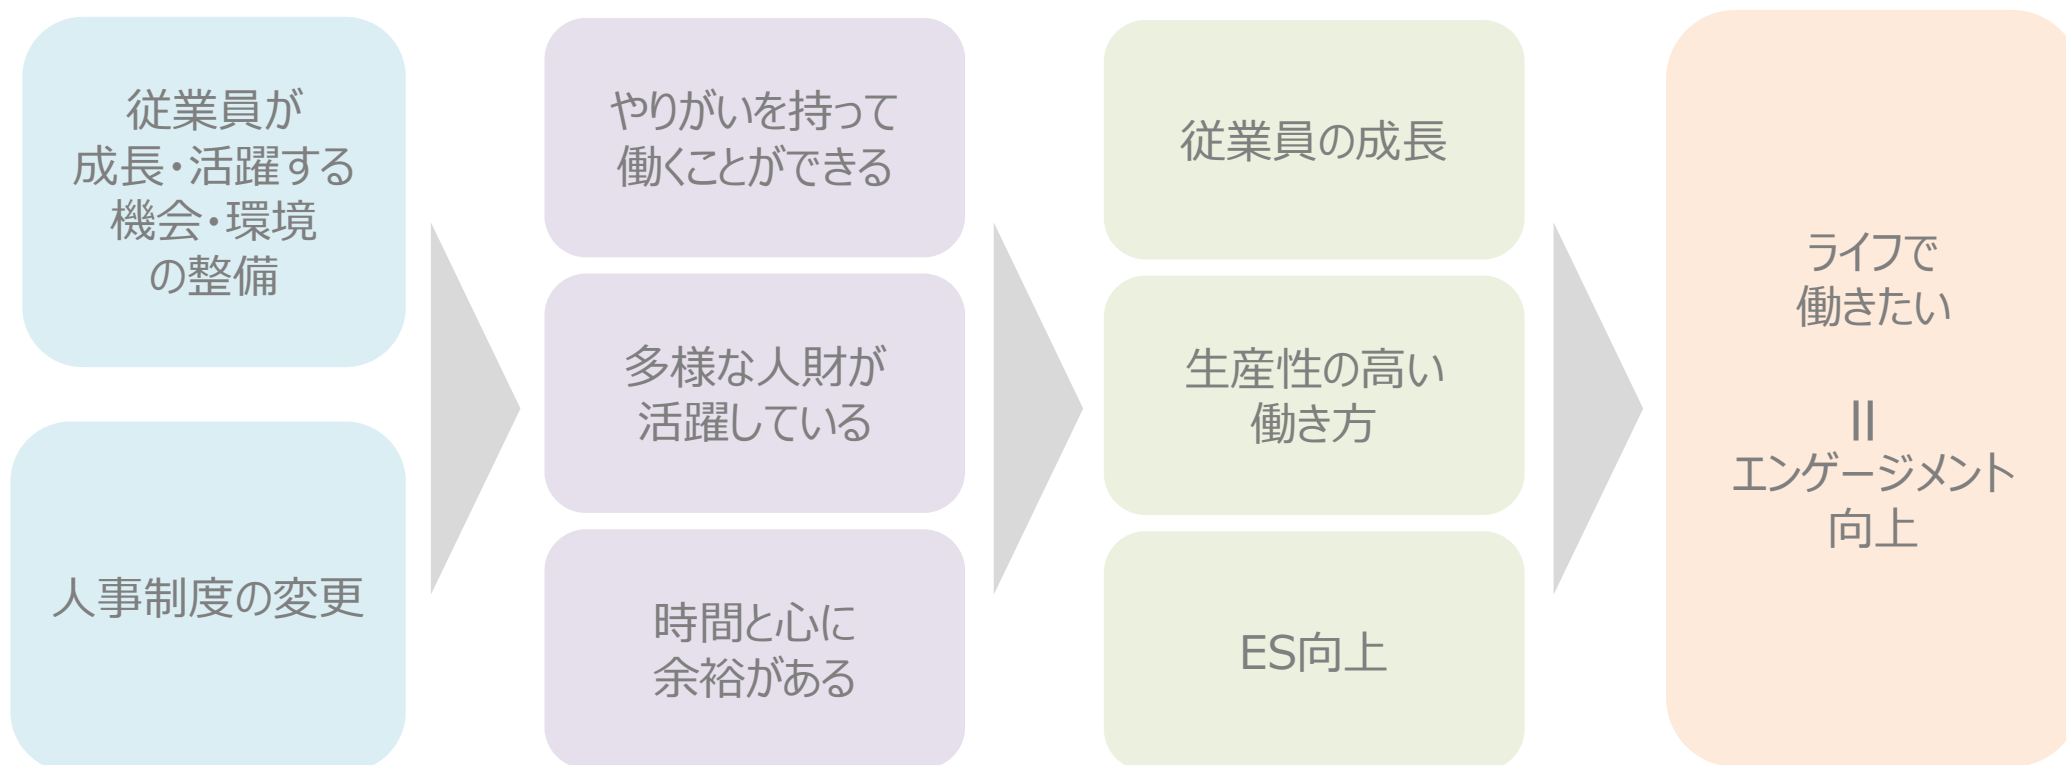 従業員が
成長・活躍する
機会・環境
の整備
人事制度の変更
やりがいを持って
働くことができる
多様な人財が
活躍している
時間と心に
余裕がある
従業員の成長
生産性の高い
働き方
ES向上
ライフで
働きたい
＝
エンゲージメント
向上